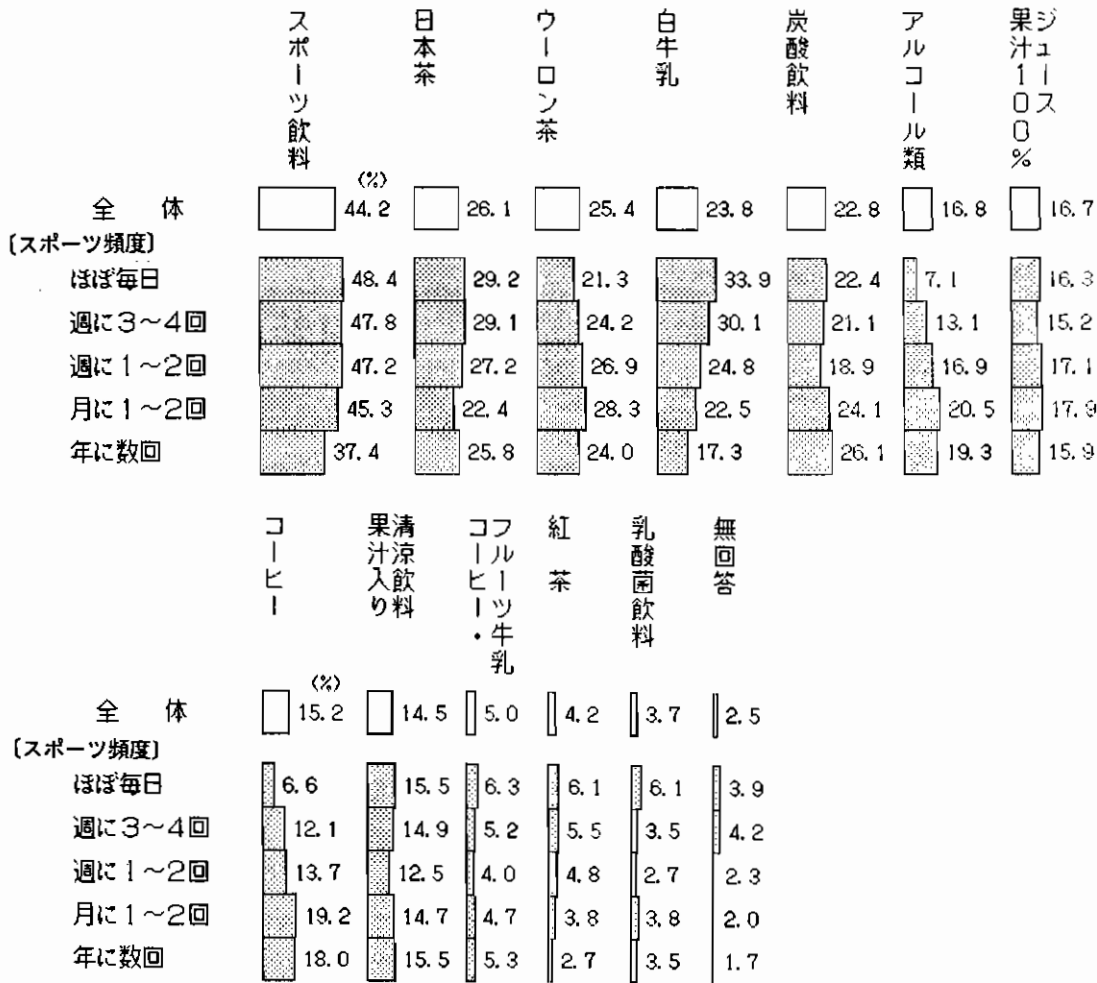 スポーツ飲料 日本茶 ウーロン茶 白牛乳 炭酸飲料 アルコール類 果汁100%ジュース
(%)
全 体 44.2 26.1 25.4 23.8 22.8 16.8 16.7
〔スポーツ頻度〕
ほぼ毎日 48.4 29.2 21.3 33.9 22.4 7.1 16.3
週に3〜4回 47.8 29.1 24.2 30.1 21.1 13.1 15.2
週に1〜2回 47.2 27.2 26.9 24.8 18.9 16.9 17.1
月に1〜2回 45.3 22.4 28.3 22.5 24.1 20.5 17.9
年に数回 37.4 25.8 24.0 17.3 26.1 19.3 15.9
コーヒー 果汁入り清涼飲料 コーヒー・フルーツ牛乳 紅 茶 乳酸菌飲料 無回答
(%)
全 体 15.2 14.5 5.0 4.2 3.7 2.5
〔スポーツ頻度〕
ほぼ毎日 6.6 15.5 6.3 6.1 6.1 3.9
週に3〜4回 12.1 14.9 5.2 5.5 3.5 4.2
週に1〜2回 13.7 12.5 4.0 4.8 2.7 2.3
月に1〜2回 19.2 14.7 4.7 3.8 3.8 2.0
年に数回 18.0 15.5 5.3 2.7 3.5 1.7